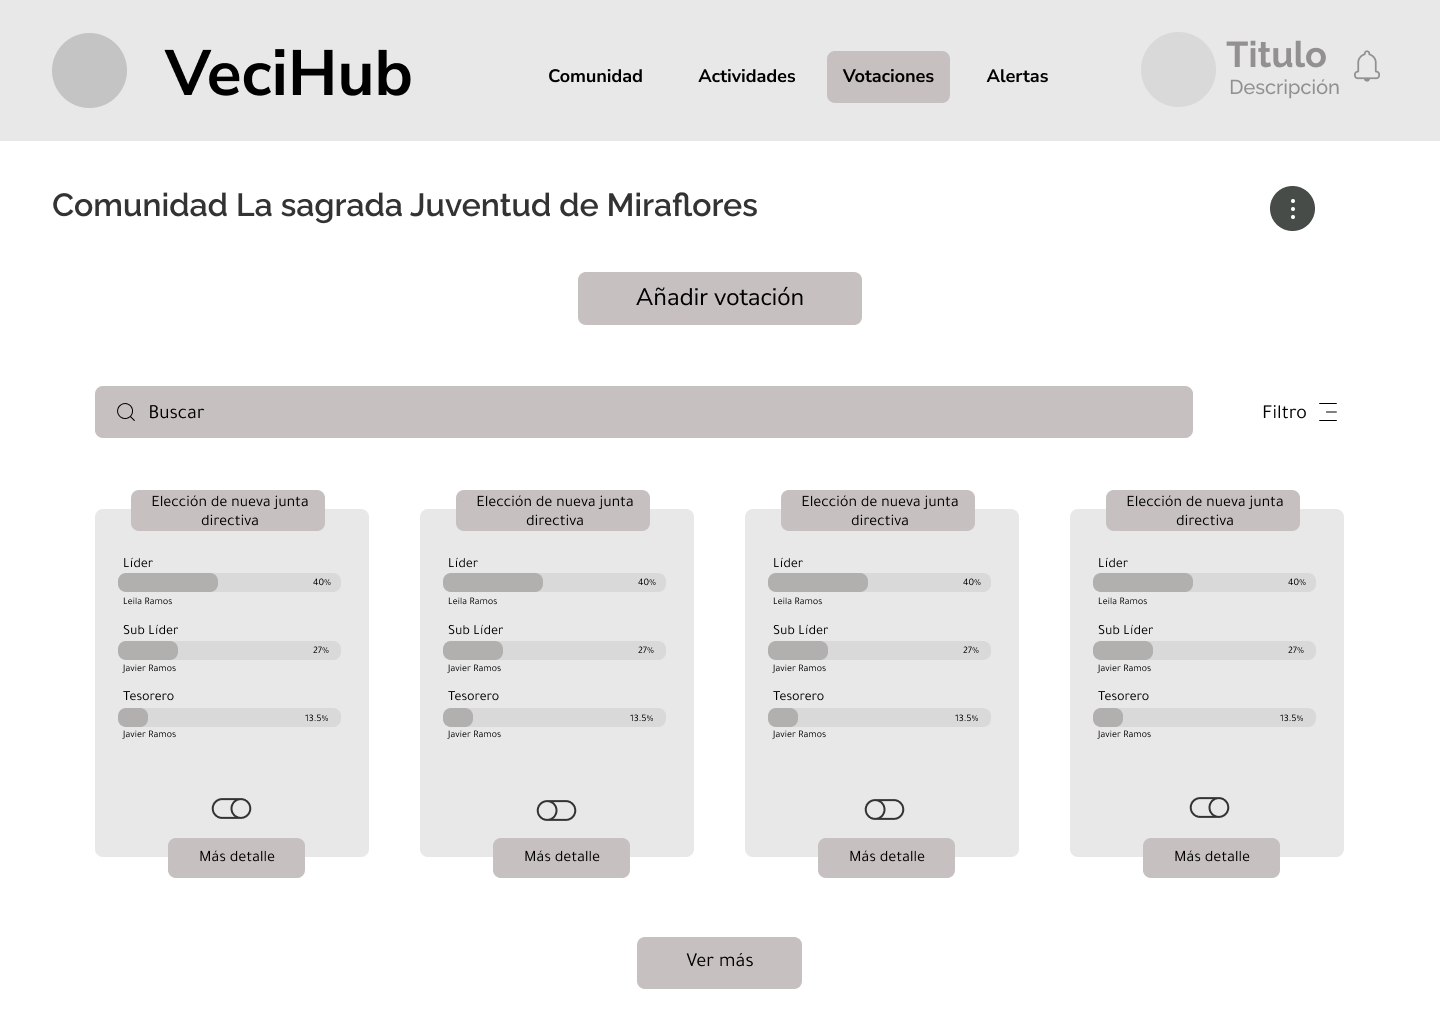 VeciHub
Comunidad
Actividades
Votaciones
Alertas
Titulo
Descripción
Comunidad La sagrada Juventud de Miraflores
Añadir votación
Buscar
Filtro
Elección de nueva junta
directiva
Líder
40%
Leila Ramos
Sub Líder
27%
Javier Ramos
Tesorero
13.5%
Javier Ramos
Más detalle
Elección de nueva junta
directiva
Líder
40%
Leila Ramos
Sub Líder
27%
Javier Ramos
Tesorero
13.5%
Javier Ramos
Más detalle
Elección de nueva junta
directiva
Líder
40%
Leila Ramos
Sub Líder
27%
Javier Ramos
Tesorero
13.5%
Javier Ramos
Más detalle
Elección de nueva junta
directiva
Líder
40%
Leila Ramos
Sub Líder
27%
Javier Ramos
Tesorero
13.5%
Javier Ramos
Más detalle
Ver más